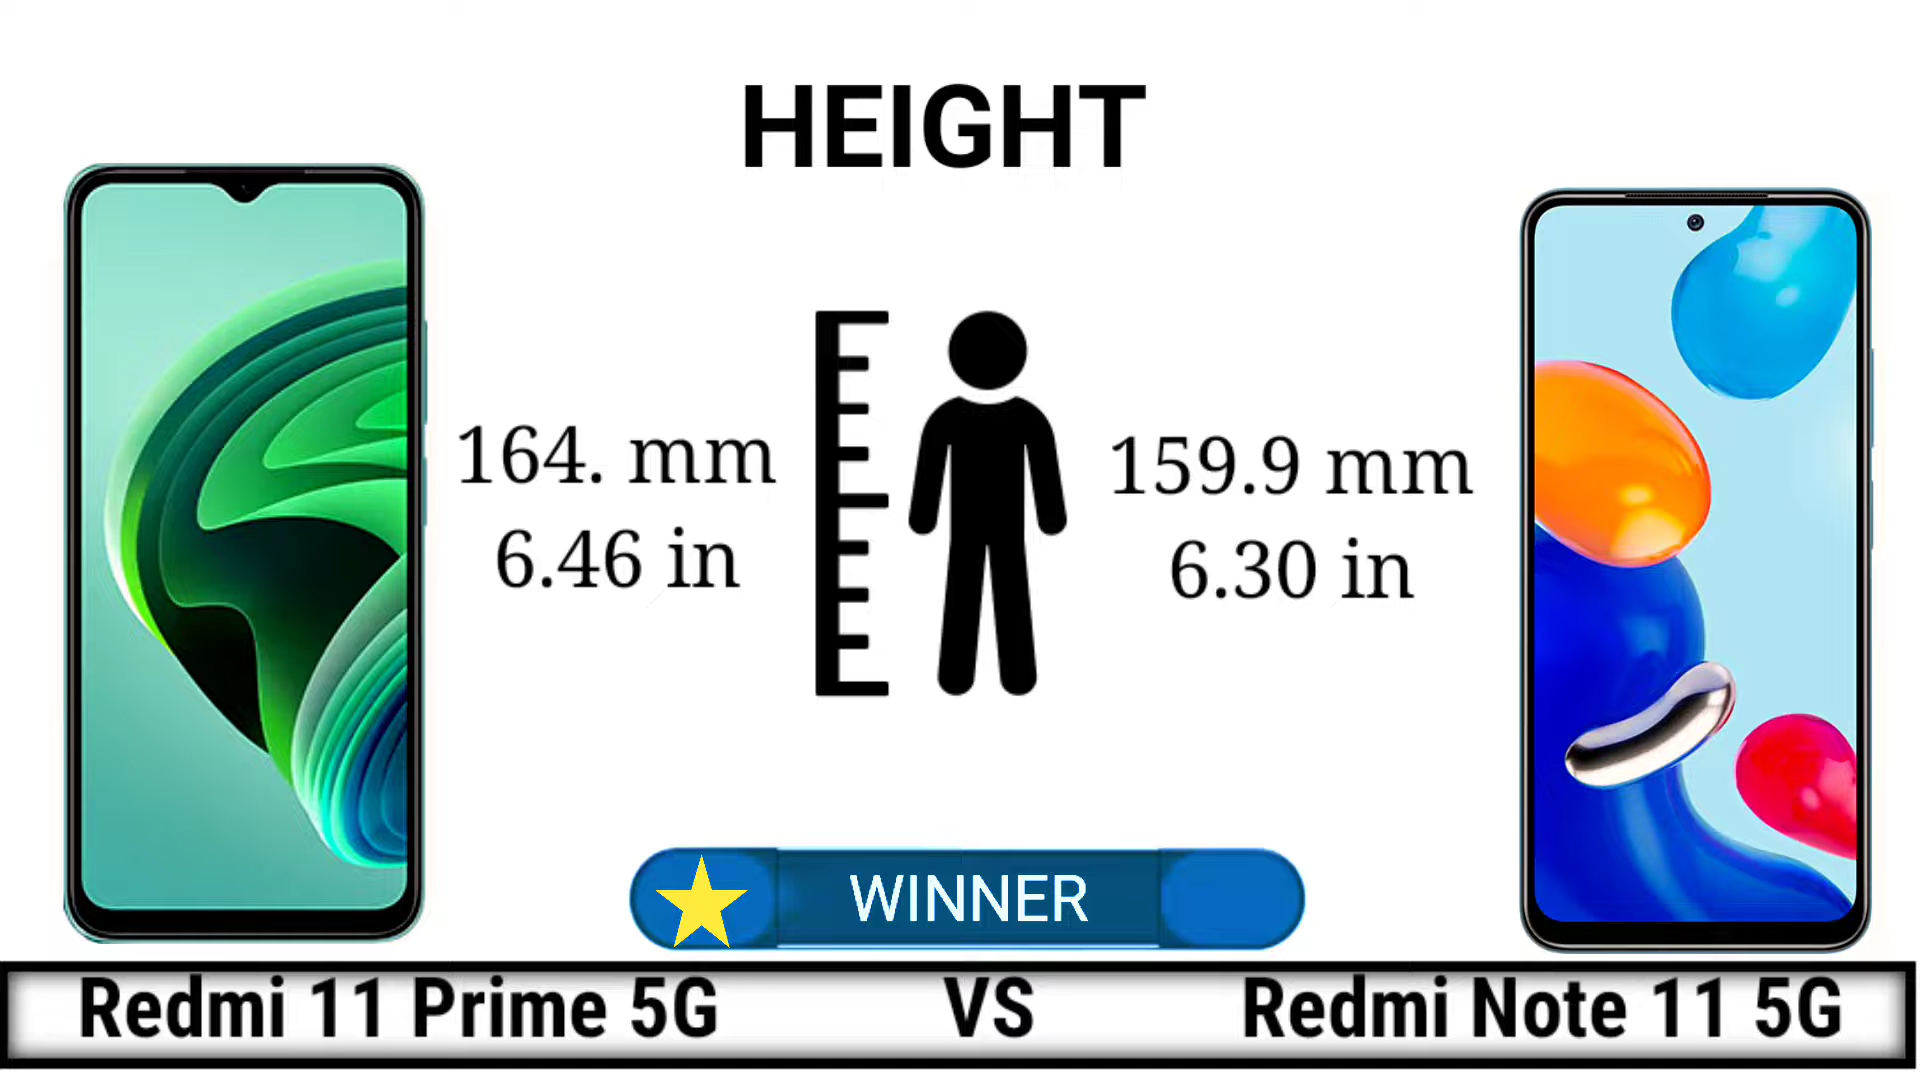 HEIGHT
164. mm
6.46 in
159.9 mm
6.30 in
WINNER
Redmi 11 Prime 5G VS Redmi Note 11 5G